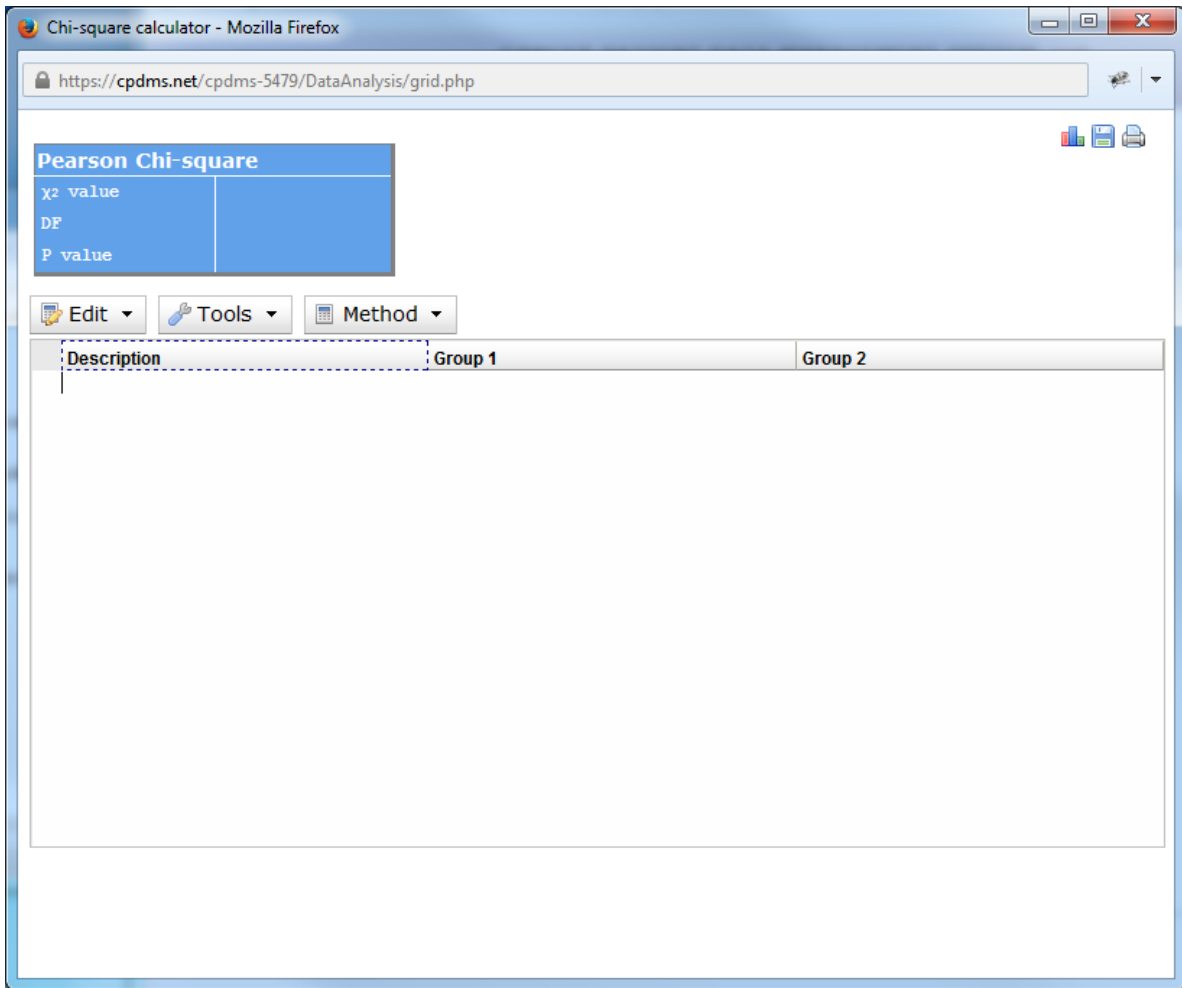 Chi-square calculator - Mozilla Firefox
https://cpdms.net/cpdms-5479/DataAnalysis/grid.php
Pearson Chi-square
χ2 value
DF
P value
Edit Tools Method
Description Group 1 Group 2